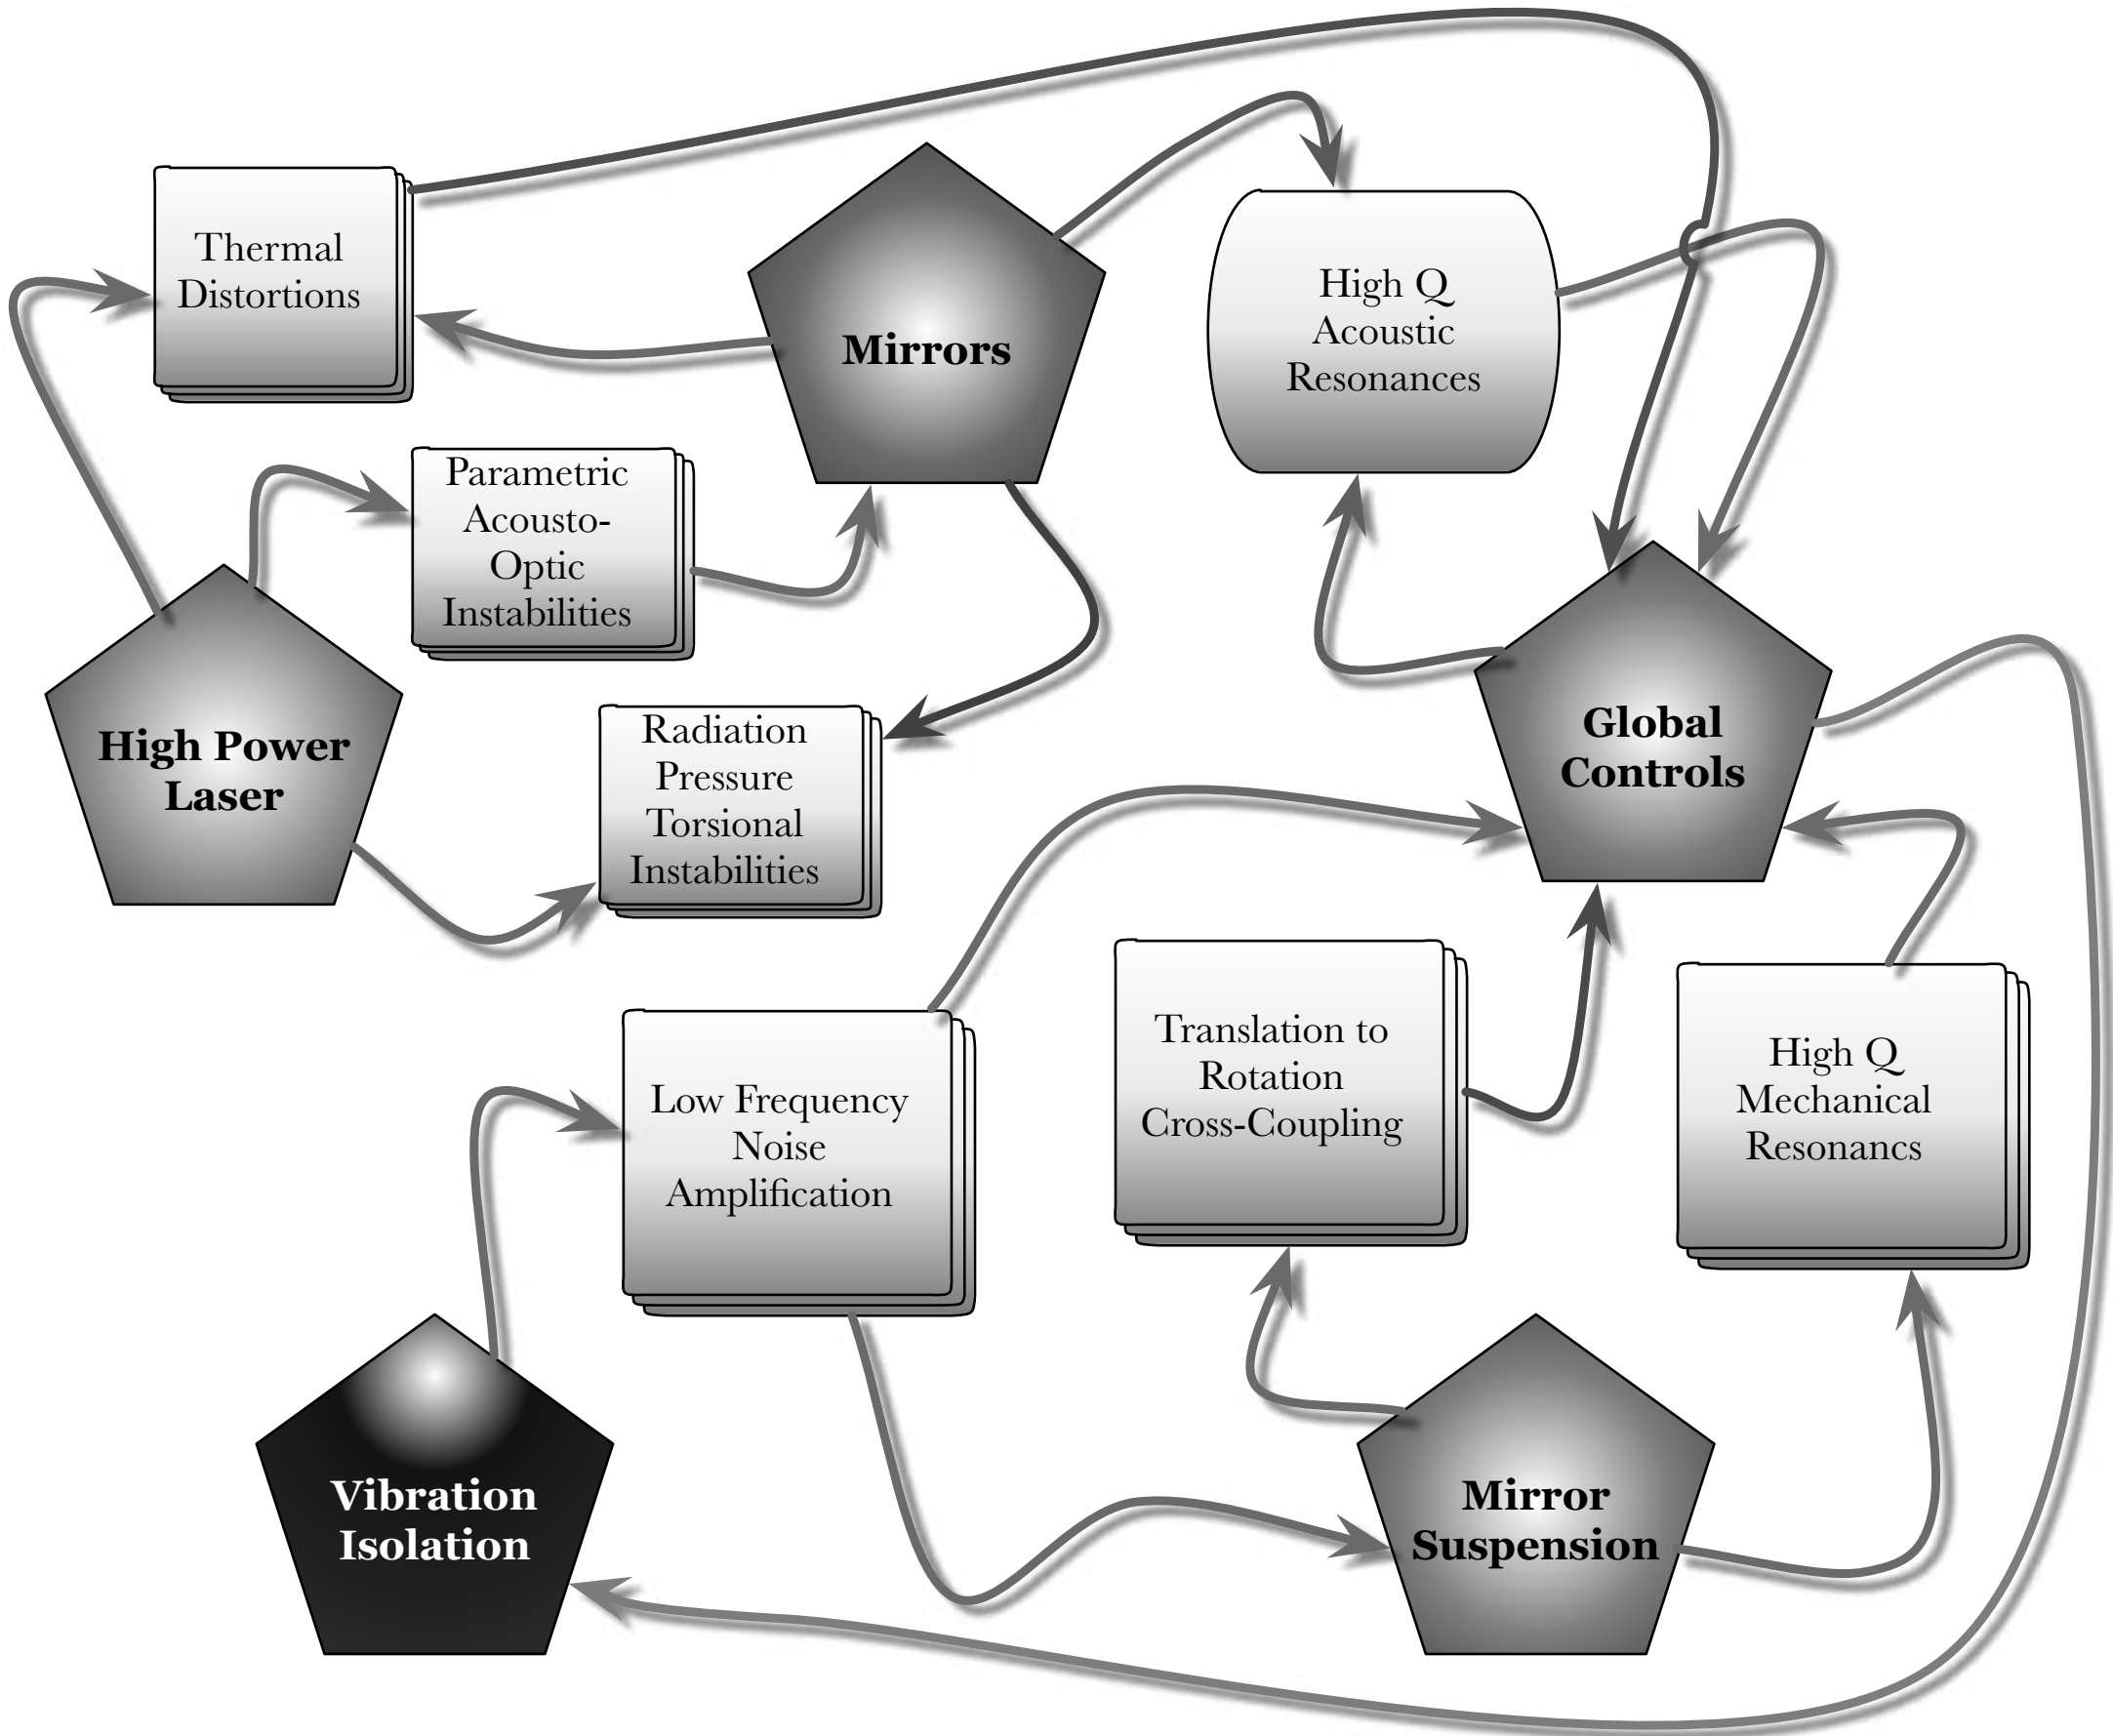 Thermal
Distortions
Mirrors
High Q
Acoustic
Resonances
Parametric
Acousto-
Optic
Instabilities
High Power
Laser
Radiation
Pressure
Torsional
Instabilities
Global
Controls
Low Frequency
Noise
Amplification
Translation to
Rotation
Cross-Coupling
High Q
Mechanical
Resonancs
Vibration
Isolation
Mirror
Suspension